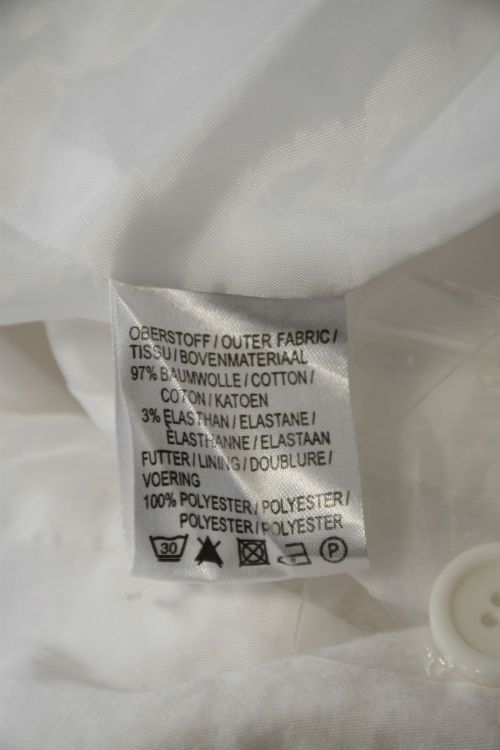 OBERSTOFF / OUTER FABRIC /
TISSU / BOVENMATERIAAL
97% BAUMWOLLE / COTTON /
COTON / KATOEN
3% ELASTHAN / ELASTANE /
ÉLASTHANNE / ELASTAAN
FUTTER / LINING / DOUBLURE /
VOERING
100% POLYESTER / POLYESTER /
POLYESTER / POLYESTER
30 P